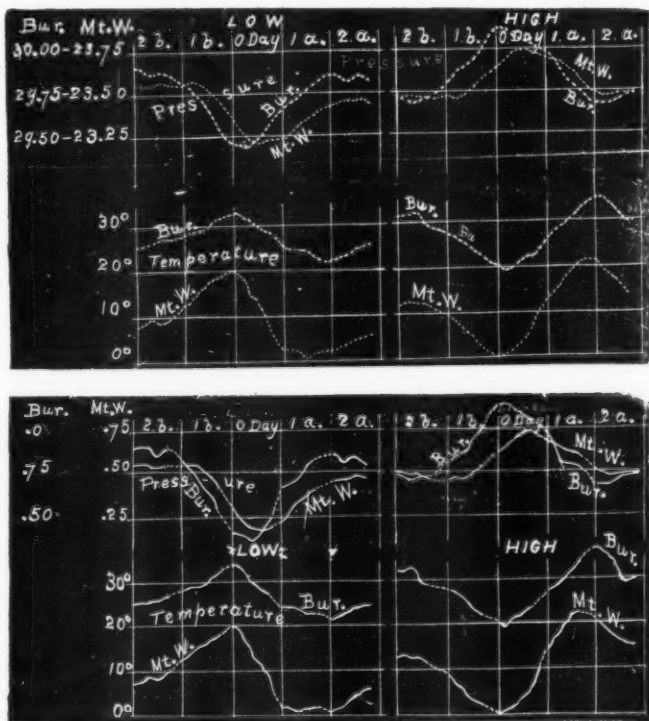 LOW HIGH
Bur. Mt.W. 2 b. 1 b. 0 Day 1 a. 2 a. 2 b. 1 b. 0 Day 1 a. 2 a.
30.00-23.75 Pressure Mt.W.
29.75-23.50 Pres sure Bur. Bur.
29.50-23.25 Mt.W.
30° Bur. Bur.
20° Temperature
10° Mt.W. Mt.W.
0°
Bur. Mt.W. 2 b. 1 b. 0 Day 1 a. 2 a. 2 b. 1 b. 0 Day 1 a. 2 a.
.0 .75 Bur. Mt.W.
.75 .50 Press ure Bur. Mt.W. Bur.
.50 .25
LOW HIGH Bur.
30° Mt.W.
20° Temperature Bur.
10° Mt.W.
0°